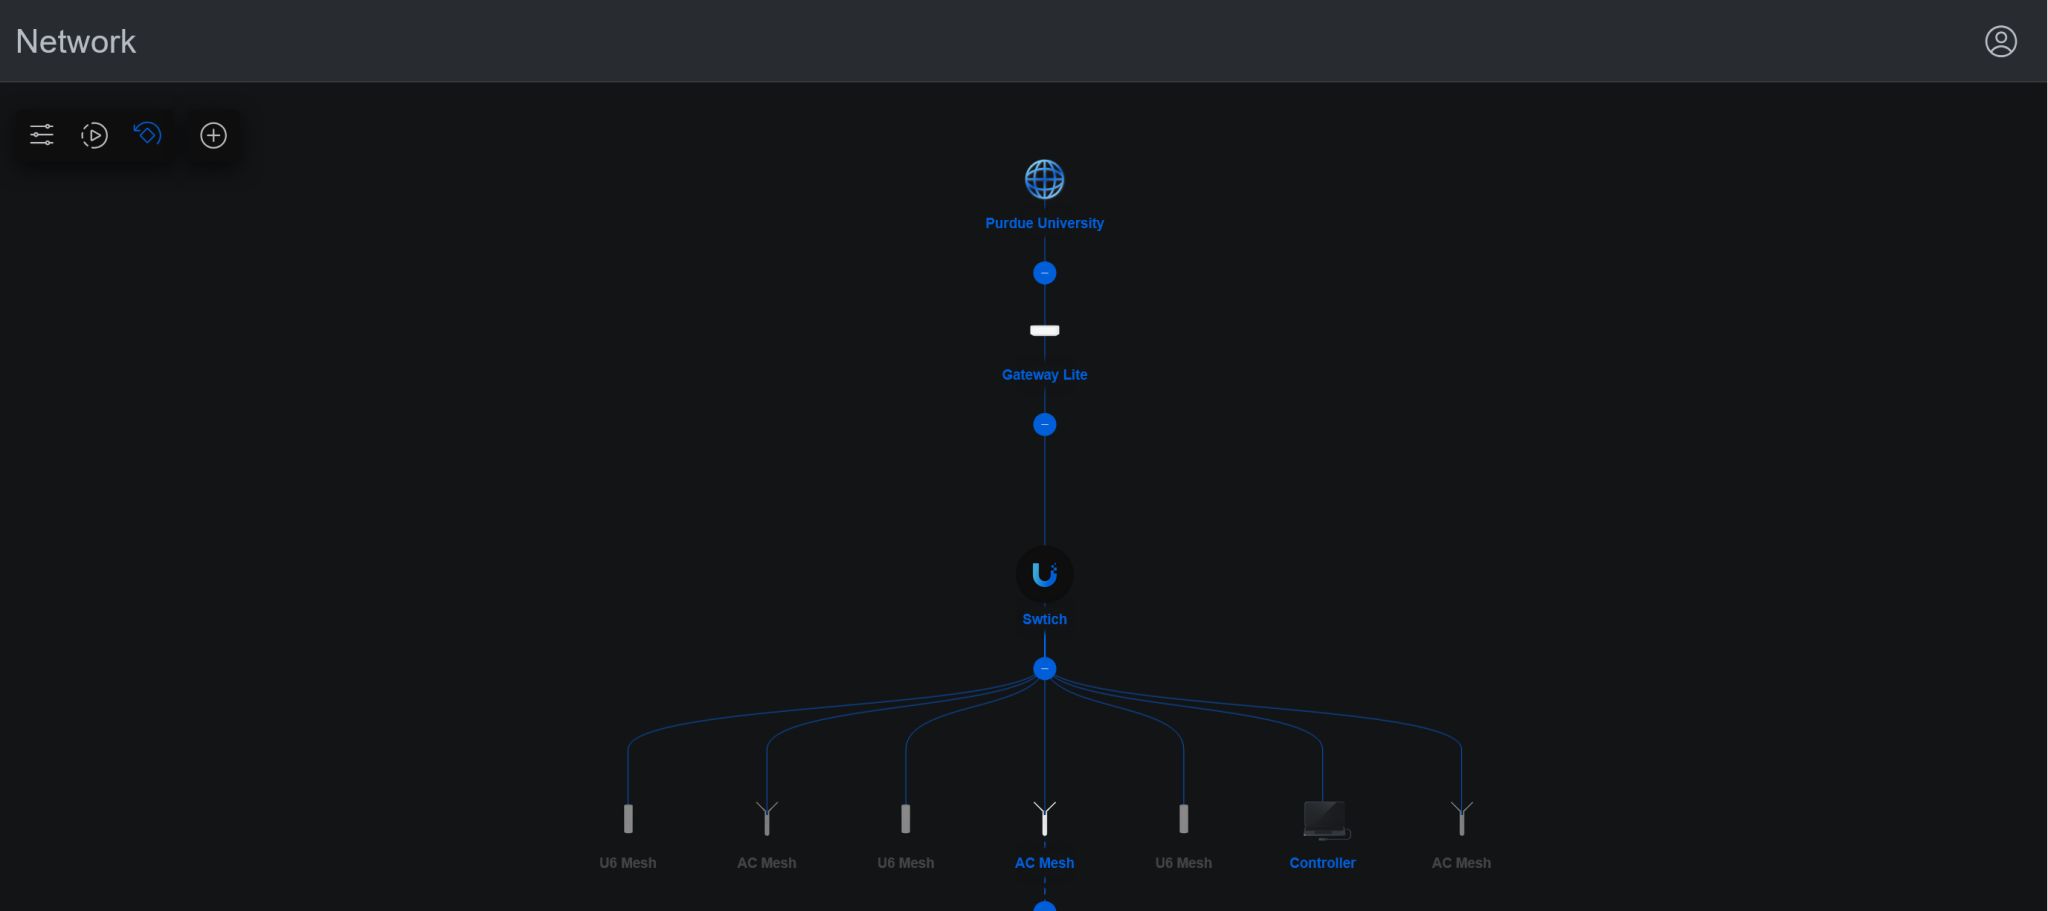 Network
Purdue University
Gateway Lite
Swtich
U6 Mesh
AC Mesh
U6 Mesh
AC Mesh
U6 Mesh
Controller
AC Mesh